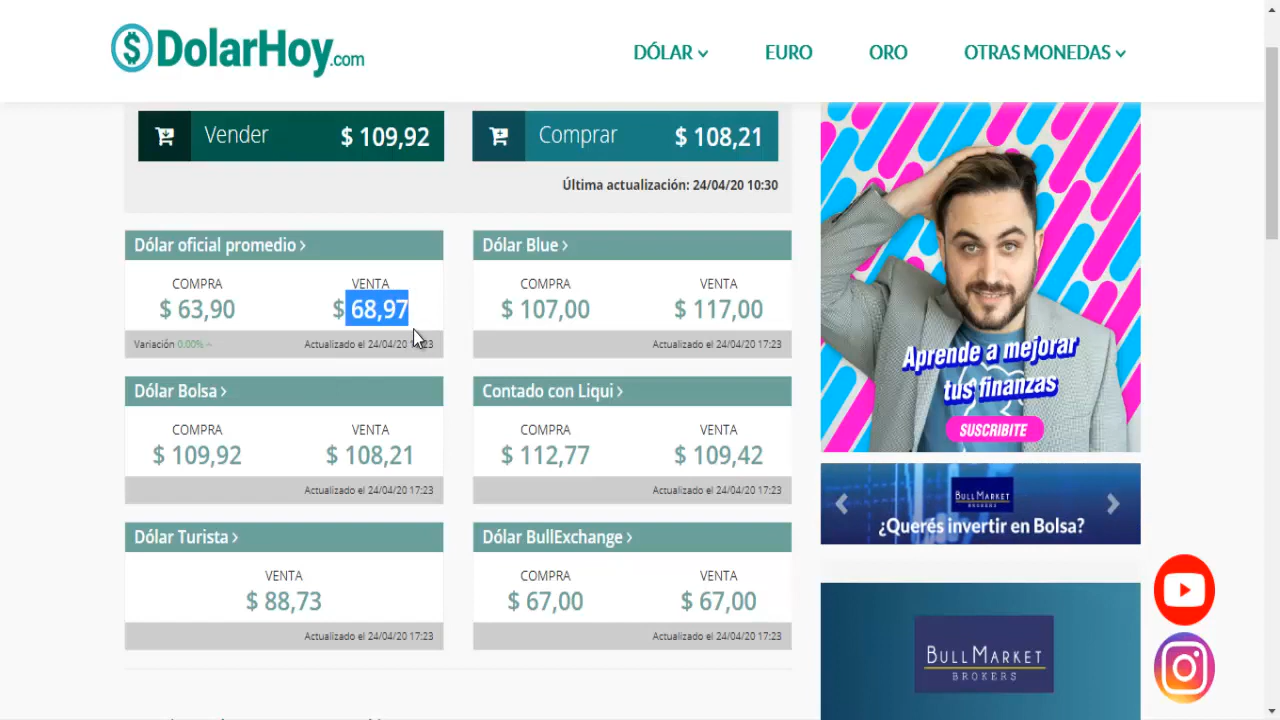 DolarHoy.com
DÓLAR
EURO
ORO
OTRAS MONEDAS
Vender $ 109,92
Comprar $ 108,21
Última actualización: 24/04/20 10:30
Dólar oficial promedio >
COMPRA VENTA
$ 63,90 $ 68,97
Variación 0.00% Actualizado el 24/04/20 17:23
Dólar Blue >
COMPRA VENTA
$ 107,00 $ 117,00
Actualizado el 24/04/20 17:23
Dólar Bolsa >
COMPRA VENTA
$ 109,92 $ 108,21
Actualizado el 24/04/20 17:23
Contado con Liqui >
COMPRA VENTA
$ 112,77 $ 109,42
Actualizado el 24/04/20 17:23
Dólar Turista >
VENTA
$ 88,73
Actualizado el 24/04/20 17:23
Dólar BullExchange >
COMPRA VENTA
$ 67,00 $ 67,00
Actualizado el 24/04/20 17:23
Aprende a mejorar
tus finanzas
SUSCRIBITE
BULLMARKET
BROKERS
¿Querés invertir en Bolsa?
BULLMARKET
BROKERS